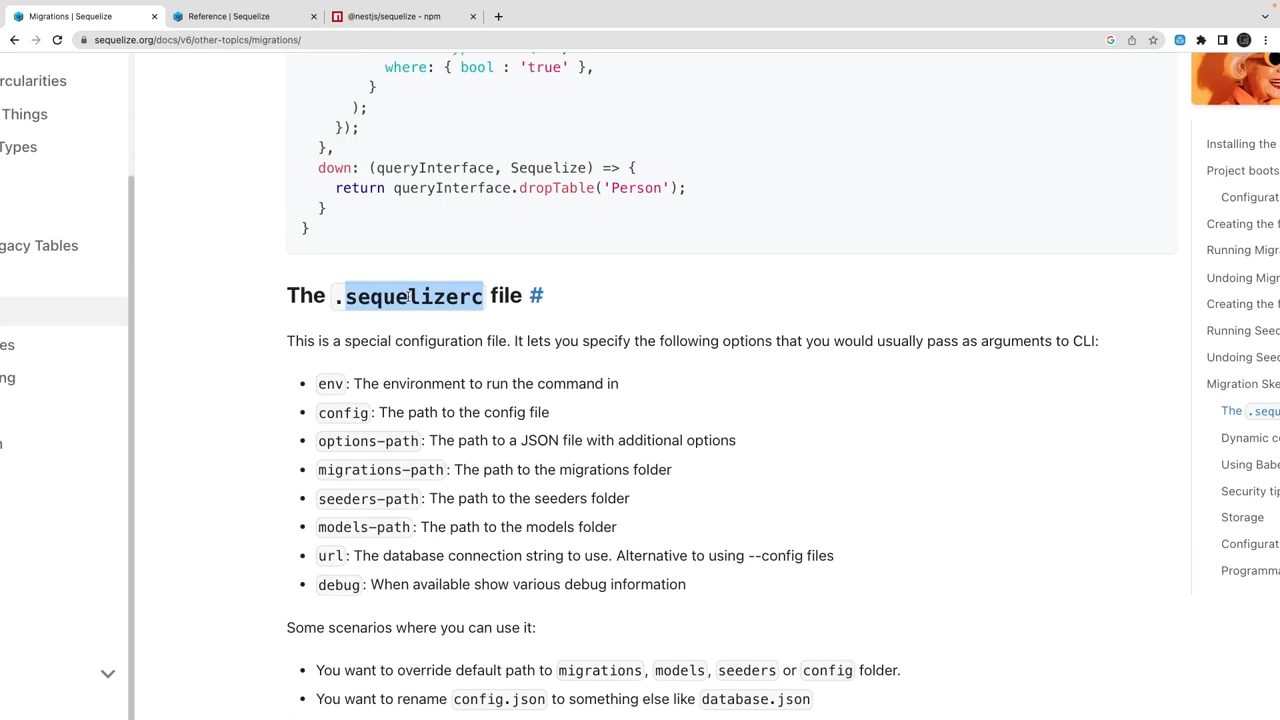 Migrations | Sequelize
Reference | Sequelize
@nestjs/sequelize - npm
sequelize.org/docs/v6/other-topics/migrations/
rcularities
Things
Types
gacy Tables
es
ng
n
where: { bool : 'true' },
}
);
});
},
down: (queryInterface, Sequelize) => {
return queryInterface.dropTable('Person');
}
}
The .sequelizerc file #
This is a special configuration file. It lets you specify the following options that you would usually pass as arguments to CLI:
• env: The environment to run the command in
• config: The path to the config file
• options-path: The path to a JSON file with additional options
• migrations-path: The path to the migrations folder
• seeders-path: The path to the seeders folder
• models-path: The path to the models folder
• url: The database connection string to use. Alternative to using --config files
• debug: When available show various debug information
Some scenarios where you can use it:
• You want to override default path to migrations, models, seeders or config folder.
• You want to rename config.json to something else like database.json
Installing the
Project boots
Configurat
Creating the f
Running Migr
Undoing Migr
Creating the f
Running Seed
Undoing Seed
Migration Ske
The .sequ
Dynamic co
Using Babe
Security tip
Storage
Configurat
Programma